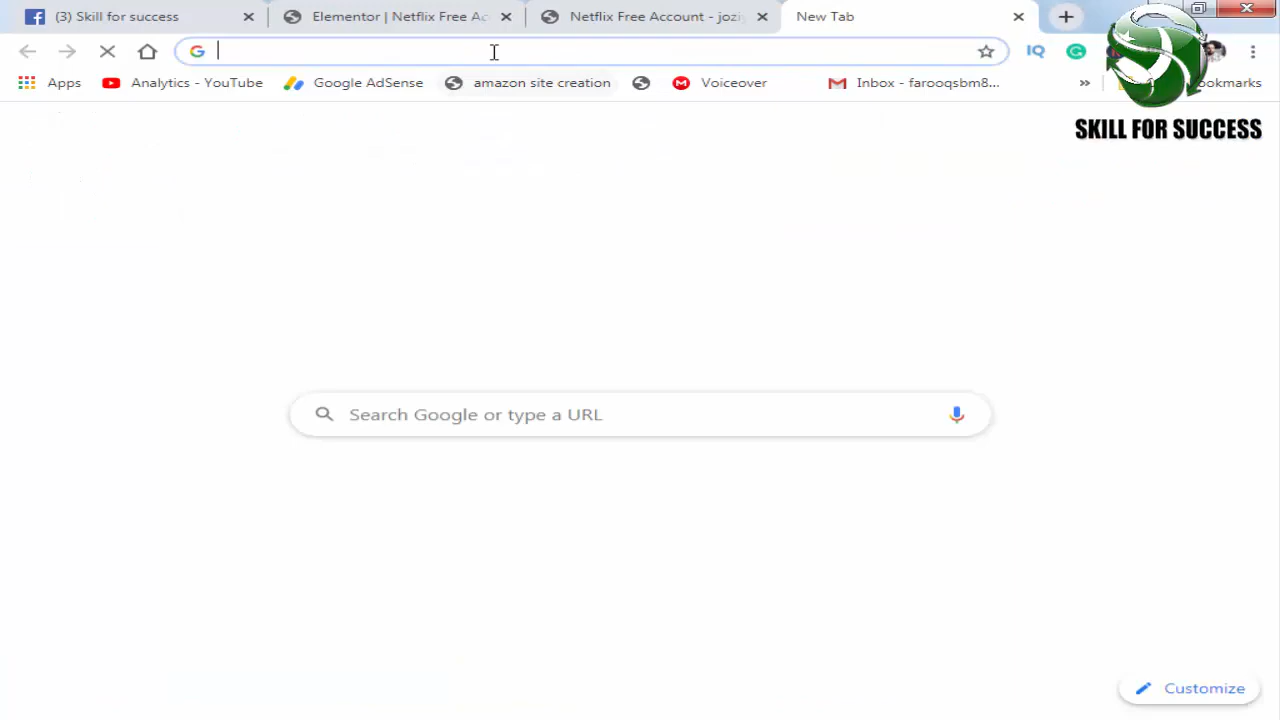 (3) Skill for success
Elementor | Netflix Free Ac
Netflix Free Account - joziy
New Tab
Apps
Analytics - YouTube
Google AdSense
amazon site creation
Voiceover
Inbox - farooqsbm8...
»
ookmarks
SKILL FOR SUCCESS
Search Google or type a URL
Customize